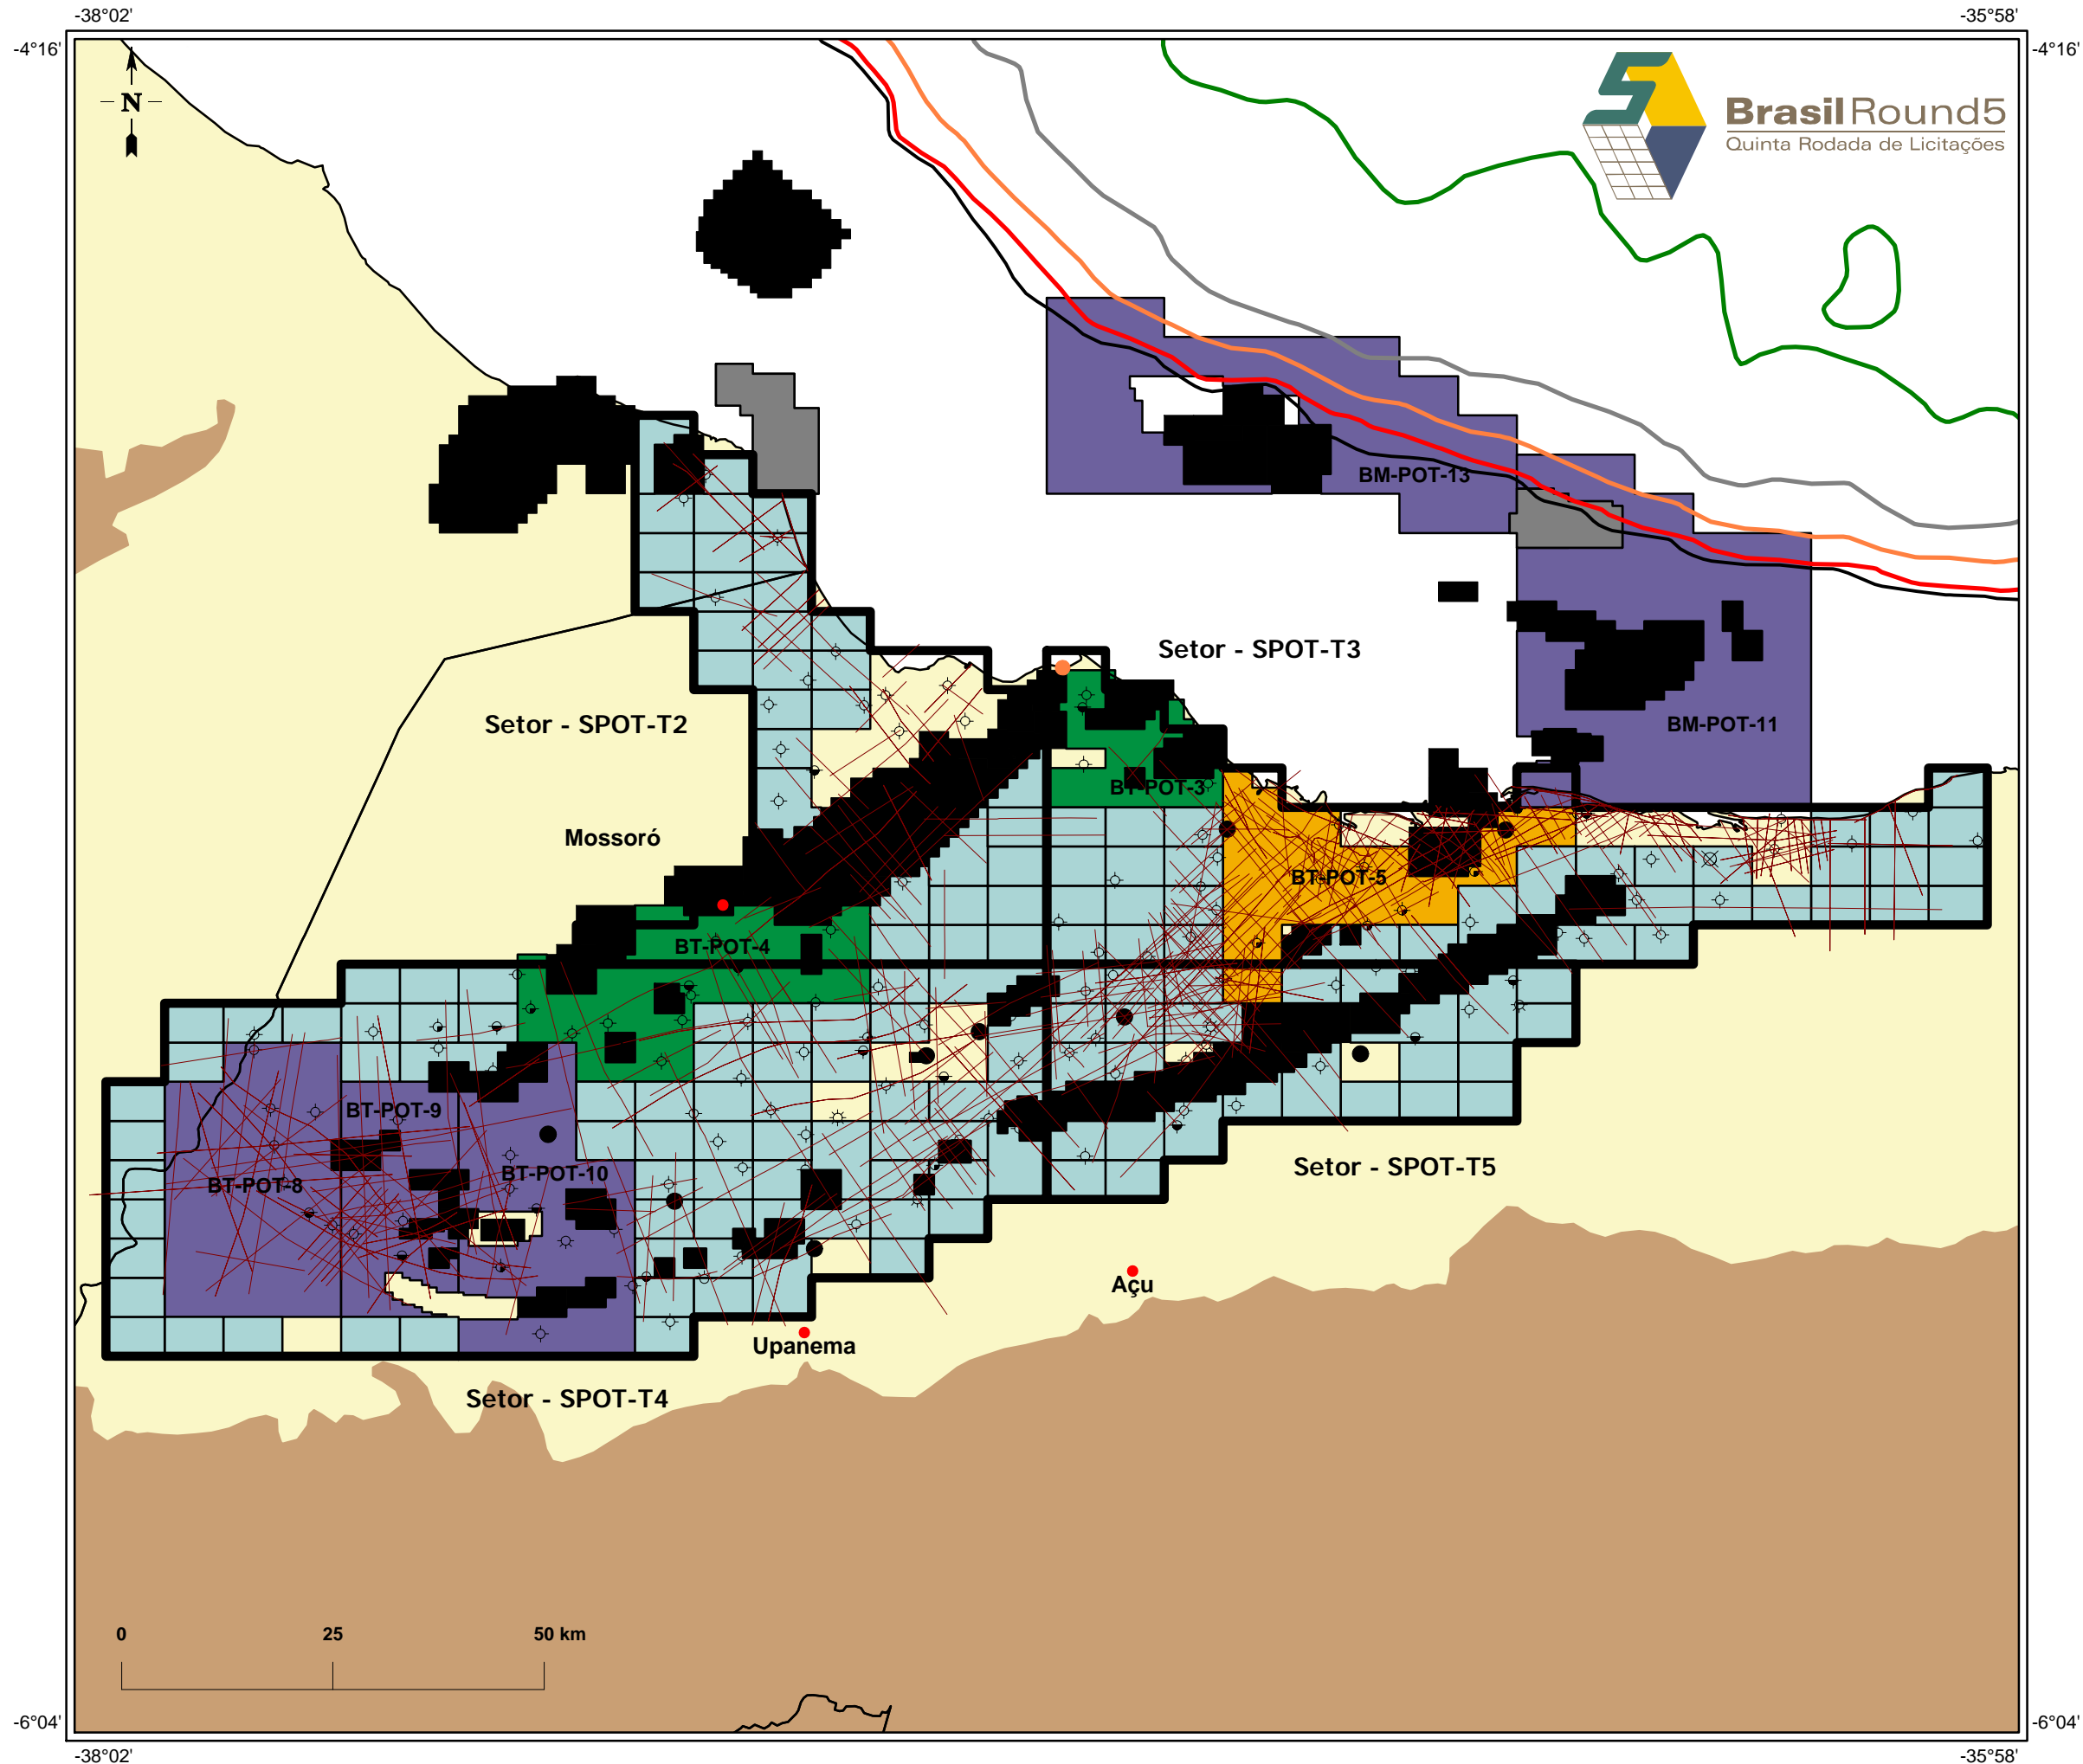 -38°02'
-35°58'
-4°16'
-4°16'
N
BrasilRound5
Quinta Rodada de Licitações
BM-POT-13
Setor - SPOT-T3
Setor - SPOT-T2
BM-POT-11
BT-POT-3
Mossoró
BT-POT-5
BT-POT-4
BT-POT-9
Setor - SPOT-T5
BT-POT-10
BT-POT-8
Açu
Upanema
Setor - SPOT-T4
0
25
50 km
-6°04'
-6°04'
-38°02'
-35°58'